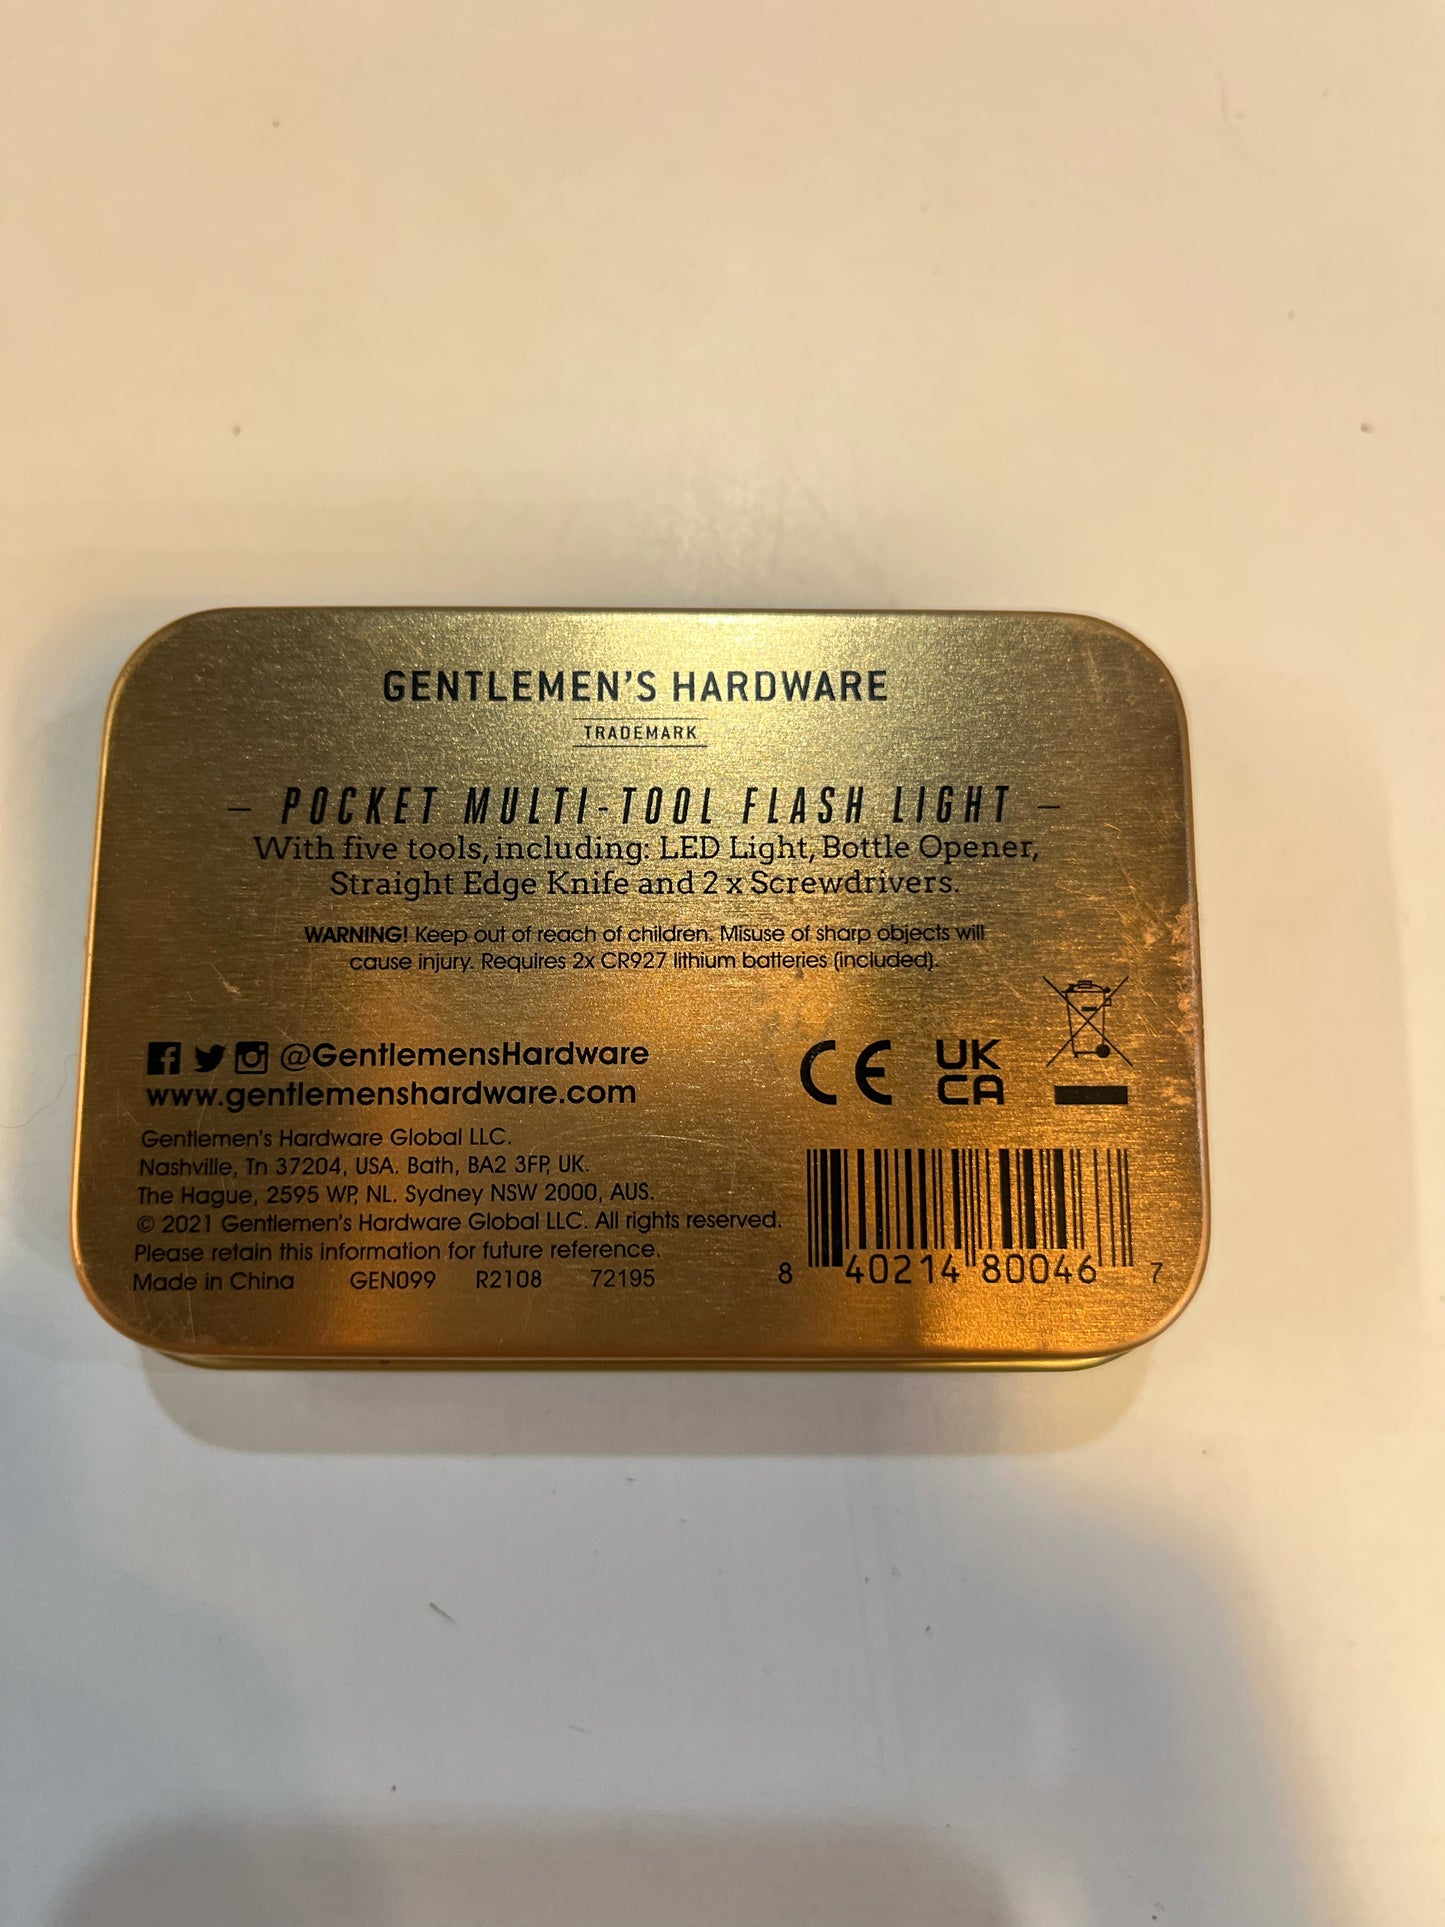 GENTLEMEN'S HARDWARE
TRADEMARK
– POCKET MULTI-TOOL FLASH LIGHT –
With five tools, including: LED Light, Bottle Opener,
Straight Edge Knife and 2 x Screwdrivers.
WARNING! Keep out of reach of children. Misuse of sharp objects will
cause injury. Requires 2x CR927 lithium batteries (included).
@GentlemensHardware
www.gentlemenshardware.com
CE
UK
CA
Gentlemen's Hardware Global LLC.
Nashville, Tn 37204, USA. Bath, BA2 3FP, UK.
The Hague, 2595 WP, NL. Sydney NSW 2000, AUS.
© 2021 Gentlemen's Hardware Global LLC. All rights reserved.
Please retain this information for future reference.
Made in China GEN099 R2108 72195
8 40214 80046 7